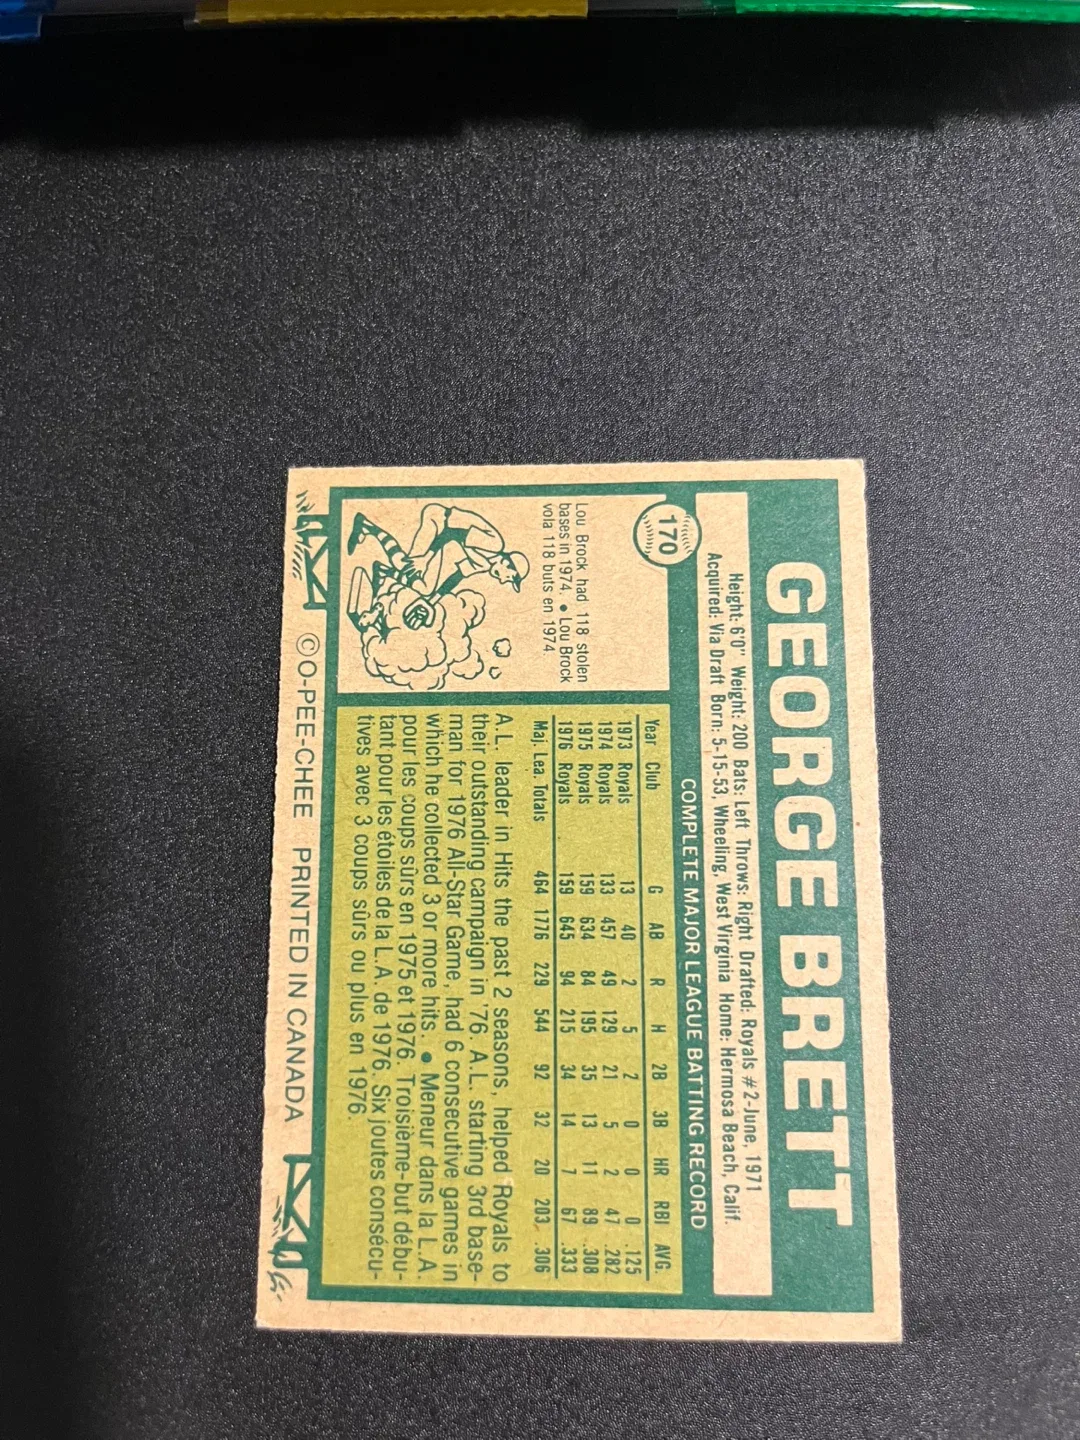 GEORGE BRETT
Height: 6'0" Weight: 200 Bats: Left Throws: Right Drafted: Royals #2-June, 1971
Acquired: Via Draft Born: 5-15-53, Wheeling, West Virginia Home: Hermosa Beach, Calif.
170
COMPLETE MAJOR LEAGUE BATTING RECORD
Lou Brock had 118 stolen
bases in 1974. • Lou Brock
vola 118 buts en 1974
Year Club G AB R H 2B 3B HR RBI AVG.
1973 Royals 13 40 2 5 2 0 0 0 .125
1974 Royals 133 457 49 129 21 5 2 47 .282
1975 Royals 159 634 84 195 35 13 11 89 .308
1976 Royals 159 645 94 215 34 14 7 67 .333
Maj. Lea. Totals 464 1776 229 544 92 32 20 203 .306
A.L. leader in Hits the past 2 seasons, helped Royals to
their outstanding campaign in '76. A.L. starting 3rd base-
man for 1976 All-Star Game, had 6 consecutive games in
which he collected 3 or more hits. • Meneur dans la L.A.
pour les coups sûrs en 1975 et 1976. Troisième-but débu-
tant pour les étoiles de la L.A. de 1976. Six joutes consécu-
tives avec 3 coups sûrs ou plus en 1976.
©O-PEE-CHEE PRINTED IN CANADA